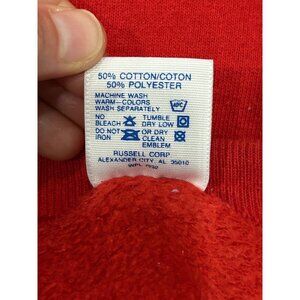 50% COTTON/COTON
50% POLYESTER
MACHINE WASH
WARM-COLORS
WASH SEPARATELY
NO TUMBLE
BLEACH DRY LOW
DO NOT OR DRY
IRON CLEAN
EMBLEM
RUSSELL CORP
ALEXANDER CITY, AL 35010
WPL